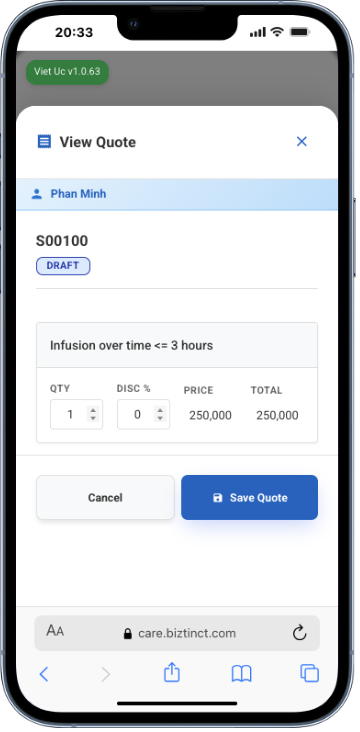 20:33
Viet Uc v1.0.63
View Quote
Phan Minh
S00100
DRAFT
Infusion over time <= 3 hours
QTY DISC % PRICE TOTAL
1 0 250,000 250,000
Cancel Save Quote
AA care.biztinct.com